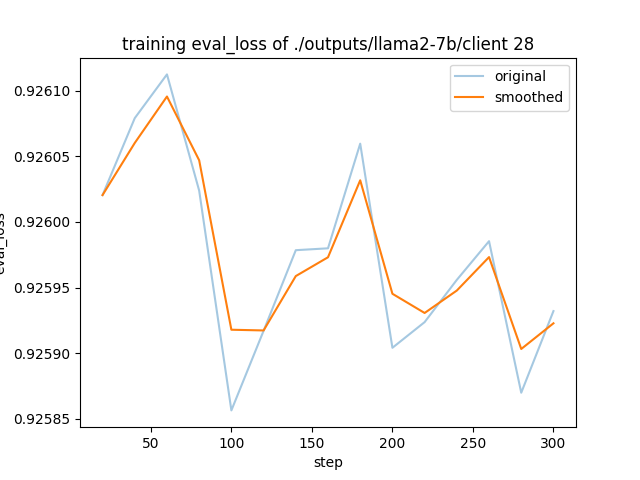 training eval_loss of ./outputs/llama2-7b/client 28
original
smoothed
0.92610
0.92605
0.92600
0.92595
0.92590
0.92585
eval_loss
50 100 150 200 250 300
step